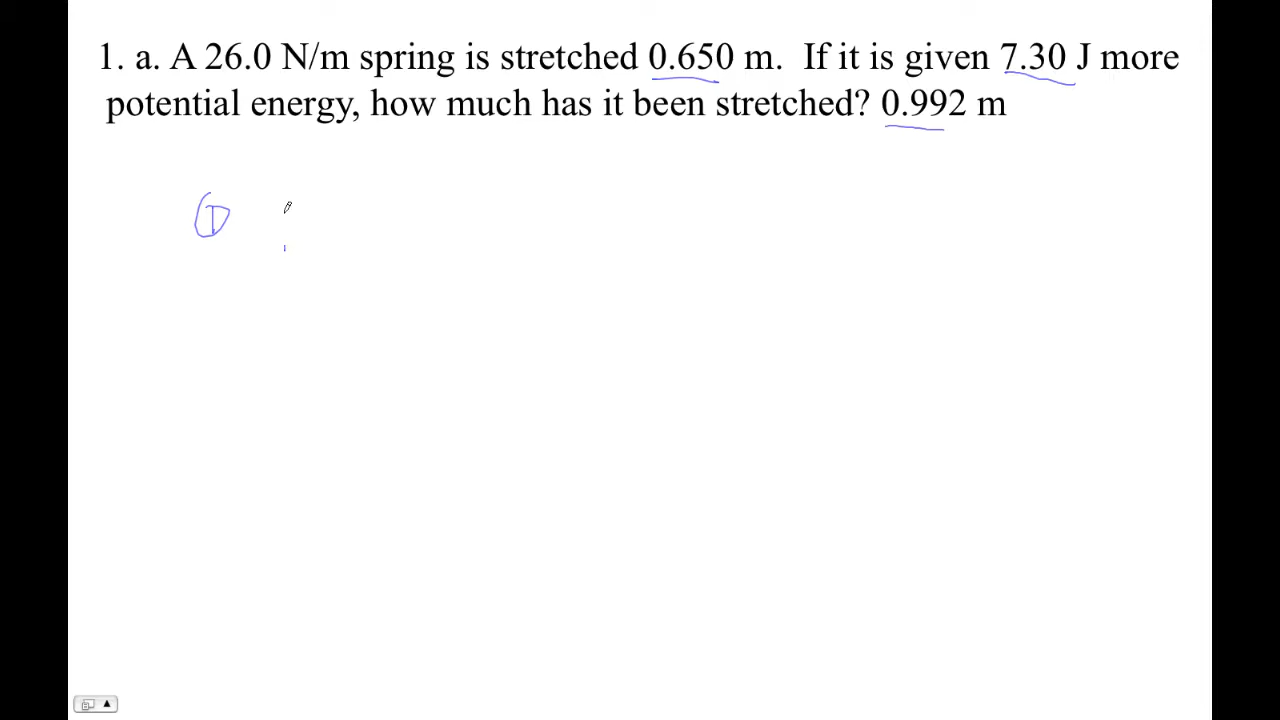 1. a. A 26.0 N/m spring is stretched 0.650 m. If it is given 7.30 J more
potential energy, how much has it been stretched? 0.992 m